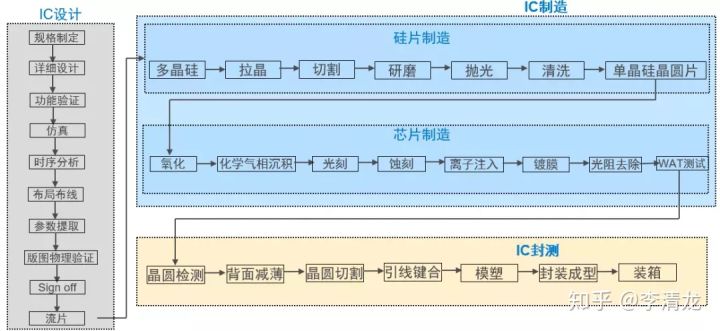 IC设计
规格制定
详细设计
功能验证
仿真
时序分析
布局布线
参数提取
版图物理验证
Sign off
流片
IC制造
硅片制造
多晶硅
拉晶
切割
研磨
抛光
清洗
单晶硅晶圆片
芯片制造
氧化
化学气相沉积
光刻
蚀刻
离子注入
镀膜
光阻去除
WAT测试
IC封测
晶圆检测
背面减薄
晶圆切割
引线键合
模塑
封装成型
装箱
知乎 @李清龙